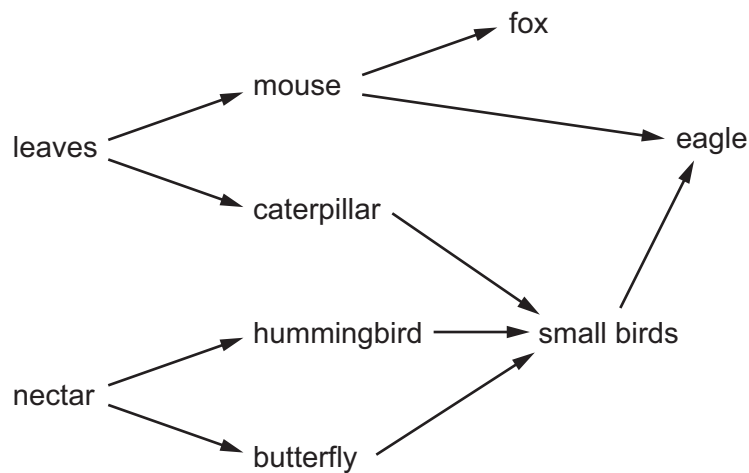 fox
mouse
eagle
leaves
caterpillar
hummingbird
small birds
nectar
butterfly